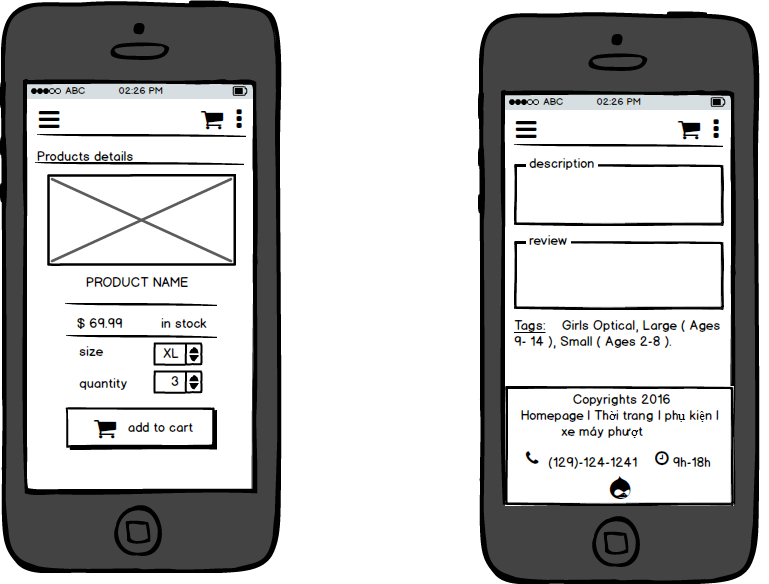 ABC 02:26 PM
Products details
PRODUCT NAME
$ 69.99 in stock
size XL
quantity 3
add to cart
ABC 02:26 PM
description
review
Tags: Girls Optical, Large ( Ages
9- 14 ), Small ( Ages 2-8 ).
Copyrights 2016
Homepage | Thời trang | phụ kiện |
xe máy phượt
(129)-124-1241 9h-18h